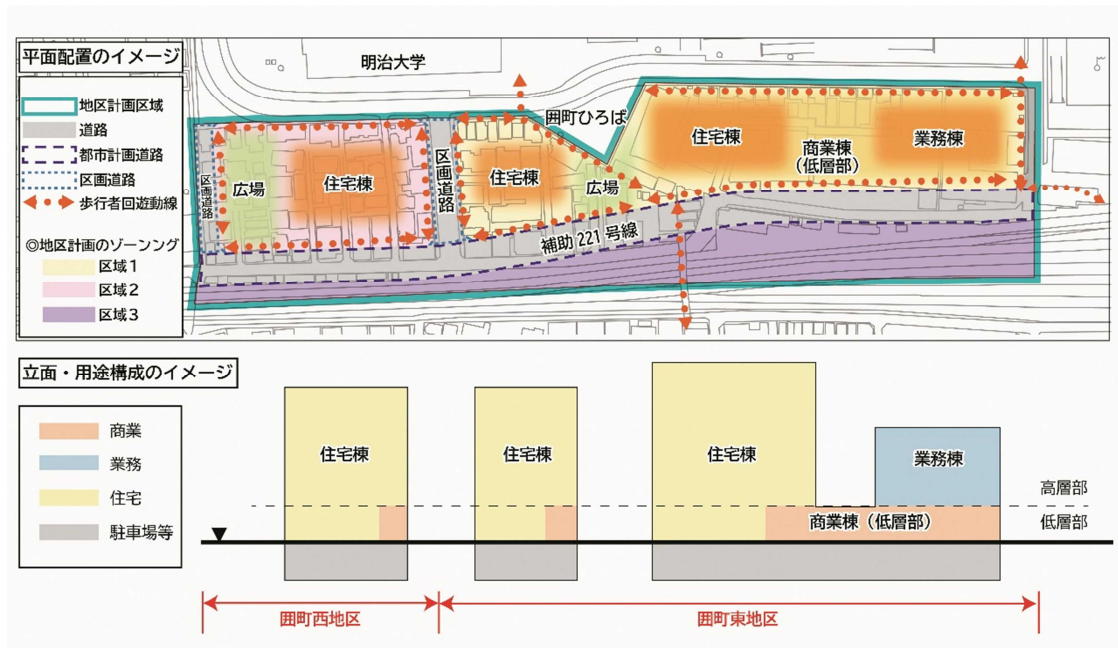 平面配置のイメージ
地区計画区域
道路
都市計画道路
区画道路
歩行者回遊動線
◎地区計画のゾーンング
区域1
区域2
区域3
明治大学
囲町ひろば
区画道路
広場
住宅棟
区画道路
住宅棟
広場
住宅棟
商業棟
(低層部)
業務棟
補助221号線
立面・用途構成のイメージ
商業
業務
住宅
駐車場等
住宅棟
住宅棟
住宅棟
業務棟
商業棟(低層部)
高層部
低層部
囲町西地区
囲町東地区